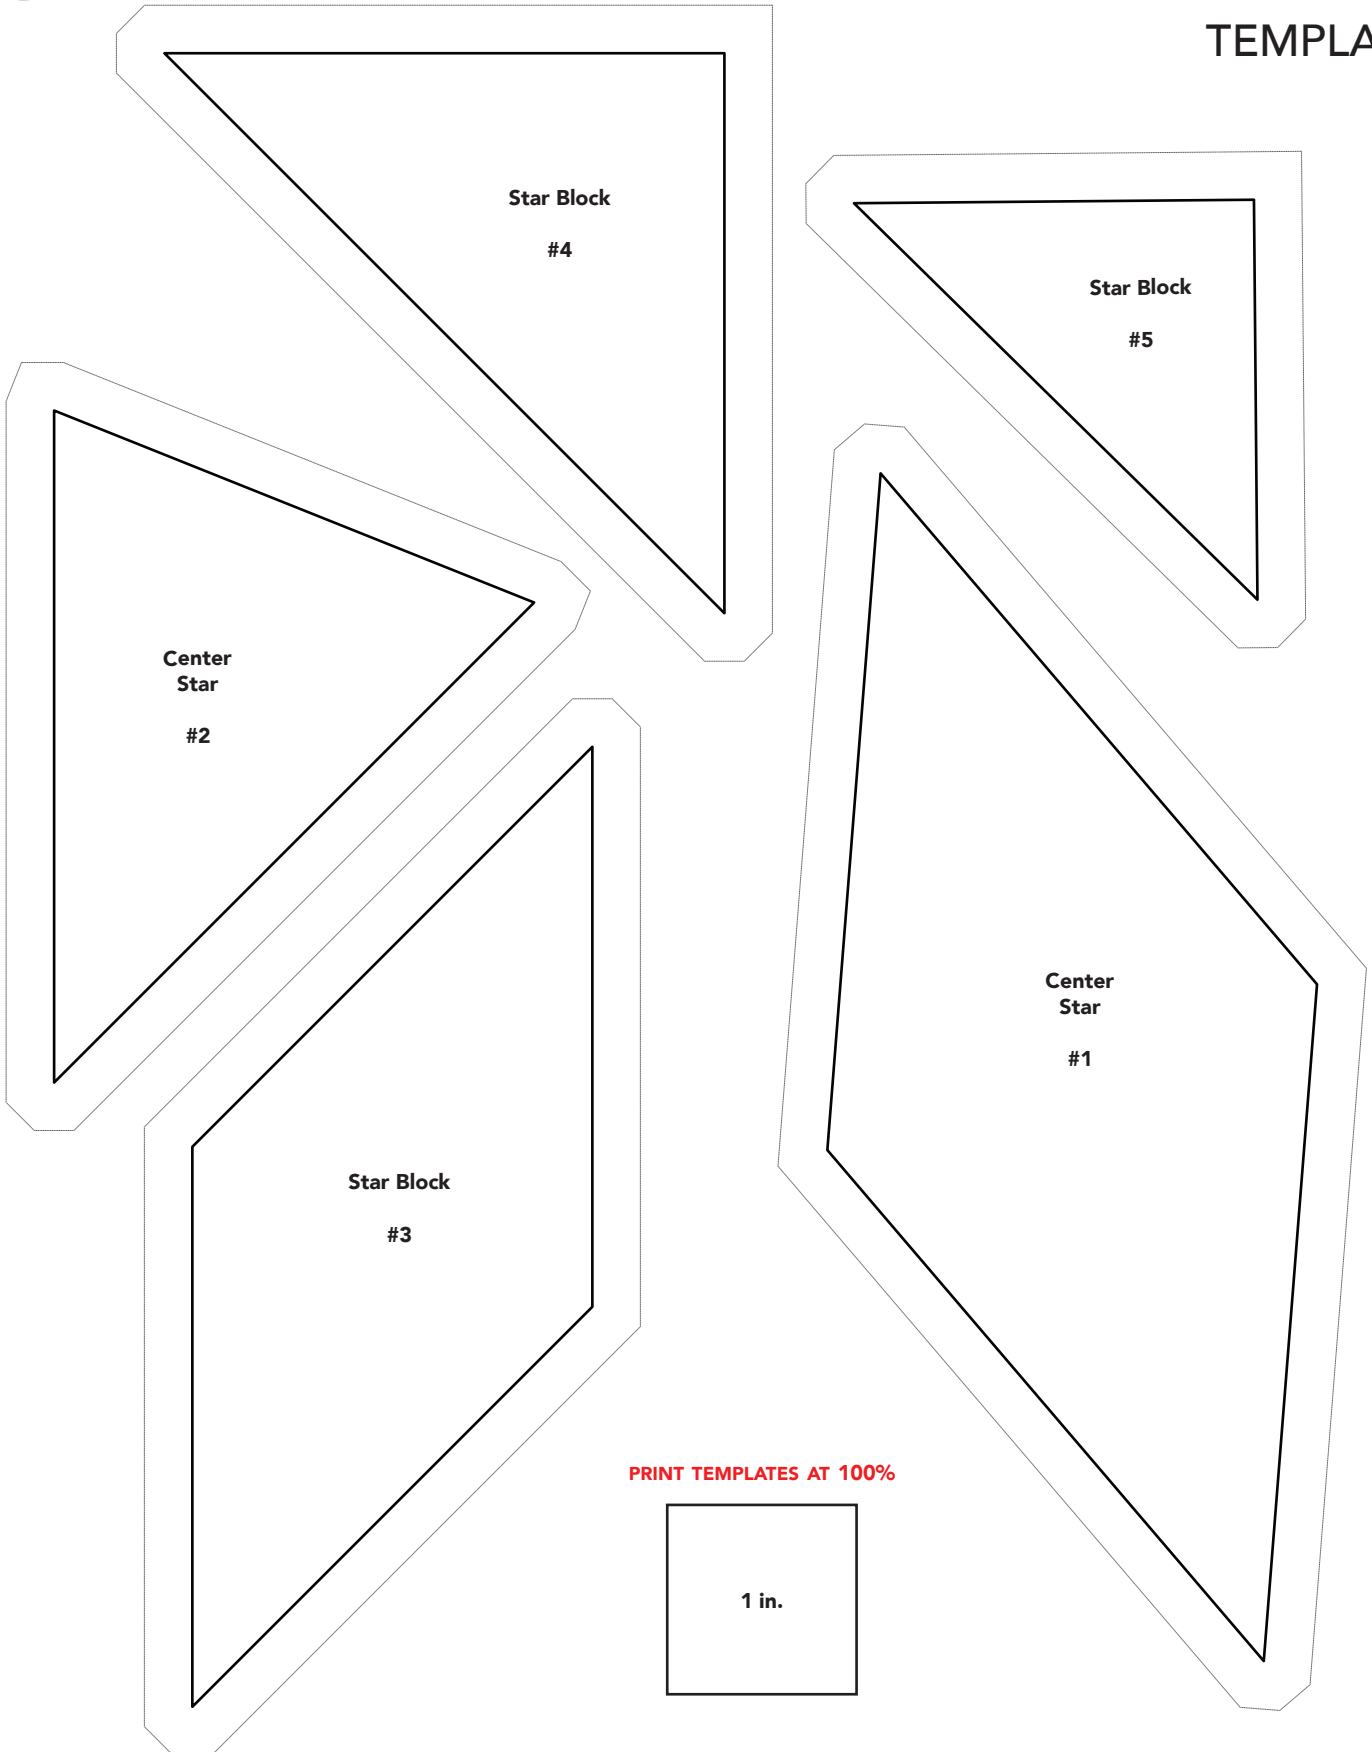 TEMPLA
Star Block
#4
Star Block
#5
Center
Star
#2
Center
Star
#1
Star Block
#3
PRINT TEMPLATES AT 100%
1 in.